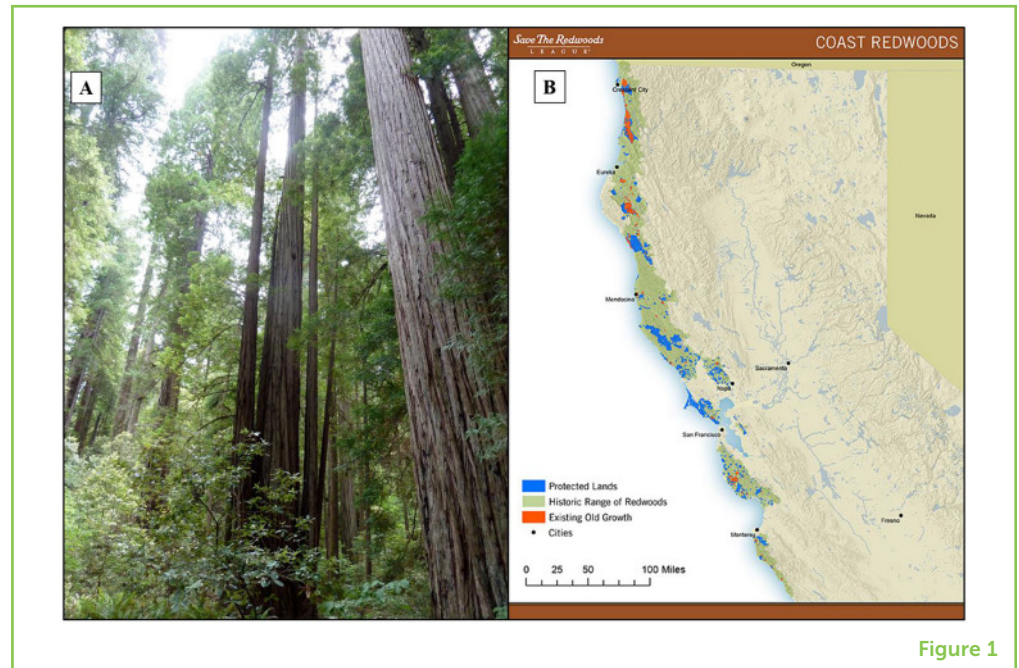 A
Save The Redwoods
LEAGUE
COAST REDWOODS
B
Oregon
Crescent City
Eureka
Nevada
Mendocino
Sacramento
Napa
San Francisco
Protected Lands
Historic Range of Redwoods
Existing Old Growth
Cities
Fresno
Monterey
0 25 50 100 Miles
Figure 1